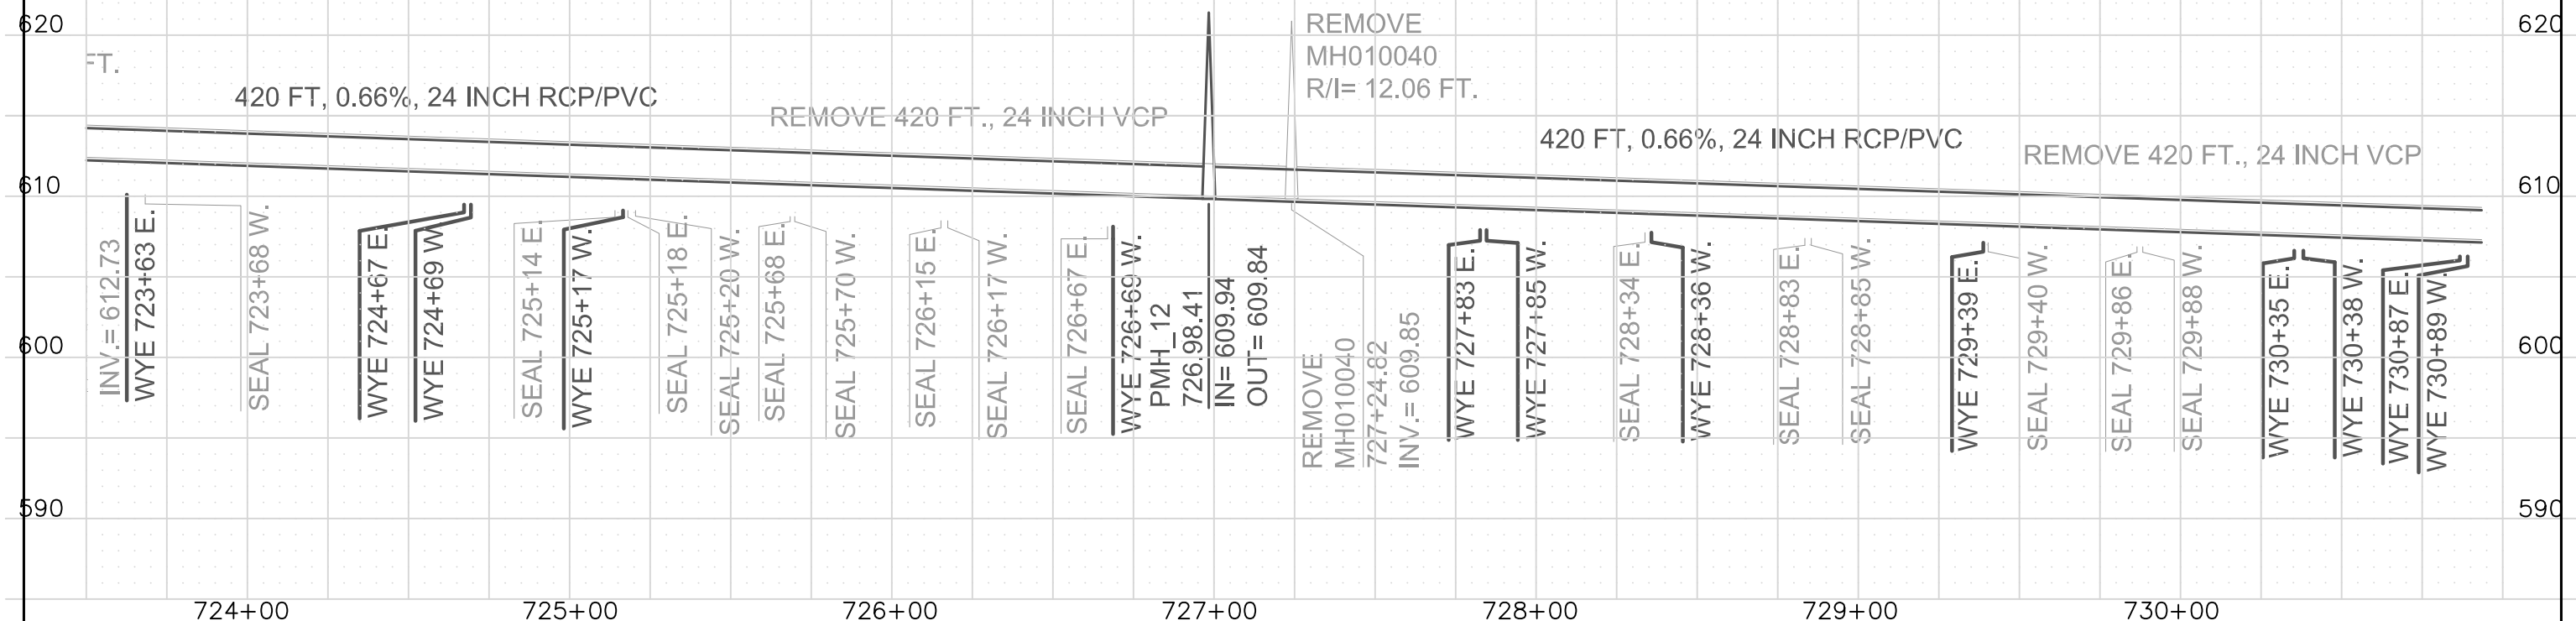 620
620
FT.
420 FT, 0.66%, 24 INCH RCP/PVC
REMOVE 420 FT., 24 INCH VCP
REMOVE
MH010040
R/I= 12.06 FT.
420 FT, 0.66%, 24 INCH RCP/PVC
REMOVE 420 FT., 24 INCH VCP
610
610
INV.= 612.73
WYE 723+63 E.
SEAL 723+68 W.
WYE 724+67 E.
WYE 724+69 W.
SEAL 725+14 E.
WYE 725+17 W.
SEAL 725+18 E.
SEAL 725+20 W.
SEAL 725+68 E.
SEAL 725+70 W.
SEAL 726+15 E.
SEAL 726+17 W.
SEAL 726+67 E.
WYE 726+69 W.
PMH_12
726.98.41
IN= 609.94
OUT= 609.84
REMOVE
MH010040
727+24.82
INV.= 609.85
WYE 727+83 E.
WYE 727+85 W.
SEAL 728+34 E.
WYE 728+36 W.
SEAL 728+83 E.
SEAL 728+85 W.
WYE 729+39 E.
SEAL 729+40 W.
SEAL 729+86 E.
SEAL 729+88 W.
WYE 730+35 E.
WYE 730+38 W.
WYE 730+87 E.
WYE 730+89 W.
600
600
590
590
724+00
725+00
726+00
727+00
728+00
729+00
730+00